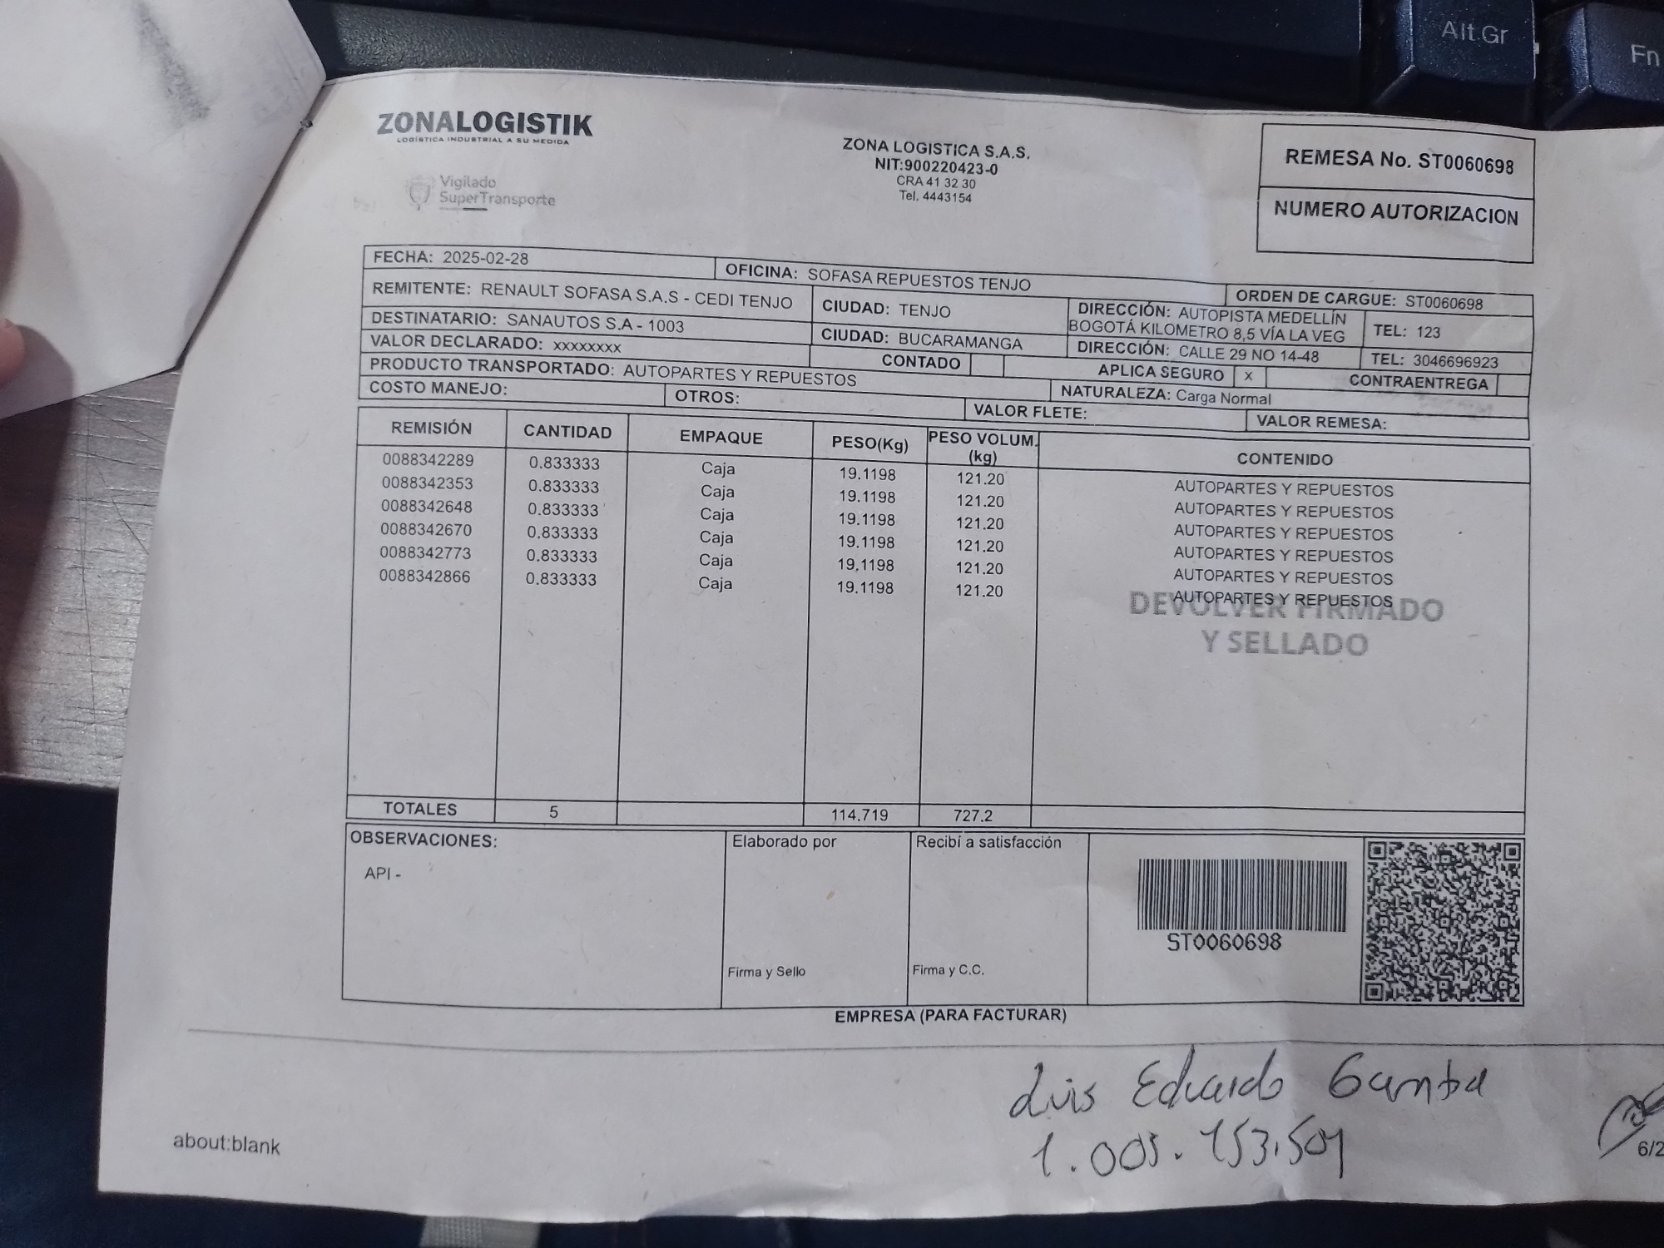 Alt Gr
Fn
ZONALOGISTIK
LOGÍSTICA INDUSTRIAL A SU MEDIDA
Vigilado
SuperTransporte
ZONA LOGISTICA S.A.S.
NIT:900220423-0
CRA 41 32 30
Tel. 4443154
REMESA No. ST0060698
NUMERO AUTORIZACION
FECHA: 2025-02-28
OFICINA: SOFASA REPUESTOS TENJO
ORDEN DE CARGUE: ST0060698
REMITENTE: RENAULT SOFASA S.A.S - CEDI TENJO
CIUDAD: TENJO
DIRECCIÓN: AUTOPISTA MEDELLÍN
BOGOTÁ KILOMETRO 8,5 VÍA LA VEG
TEL: 123
DESTINATARIO: SANAUTOS S.A - 1003
CIUDAD: BUCARAMANGA
DIRECCIÓN: CALLE 29 NO 14-48
TEL: 3046696923
VALOR DECLARADO: xxxxxxxx
CONTADO
APLICA SEGURO x
CONTRAENTREGA
PRODUCTO TRANSPORTADO: AUTOPARTES Y REPUESTOS
NATURALEZA: Carga Normal
COSTO MANEJO:
OTROS:
VALOR FLETE:
VALOR REMESA:
REMISIÓN CANTIDAD EMPAQUE PESO(Kg) PESO VOLUM. (kg) CONTENIDO
0088342289 0.833333 Caja 19.1198 121.20 AUTOPARTES Y REPUESTOS
0088342353 0.833333 Caja 19.1198 121.20 AUTOPARTES Y REPUESTOS
0088342648 0.833333 Caja 19.1198 121.20 AUTOPARTES Y REPUESTOS
0088342670 0.833333 Caja 19.1198 121.20 AUTOPARTES Y REPUESTOS
0088342773 0.833333 Caja 19.1198 121.20 AUTOPARTES Y REPUESTOS
0088342866 0.833333 Caja 19.1198 121.20 AUTOPARTES Y REPUESTOS
DEVOLVER FIRMADO
Y SELLADO
TOTALES 5 114.719 727.2
OBSERVACIONES:
API -
Elaborado por
Firma y Sello
Recibí a satisfacción
Firma y C.C.
ST0060698
EMPRESA (PARA FACTURAR)
Luis Eduardo Gamba
1.005.153.501
about:blank
6/2